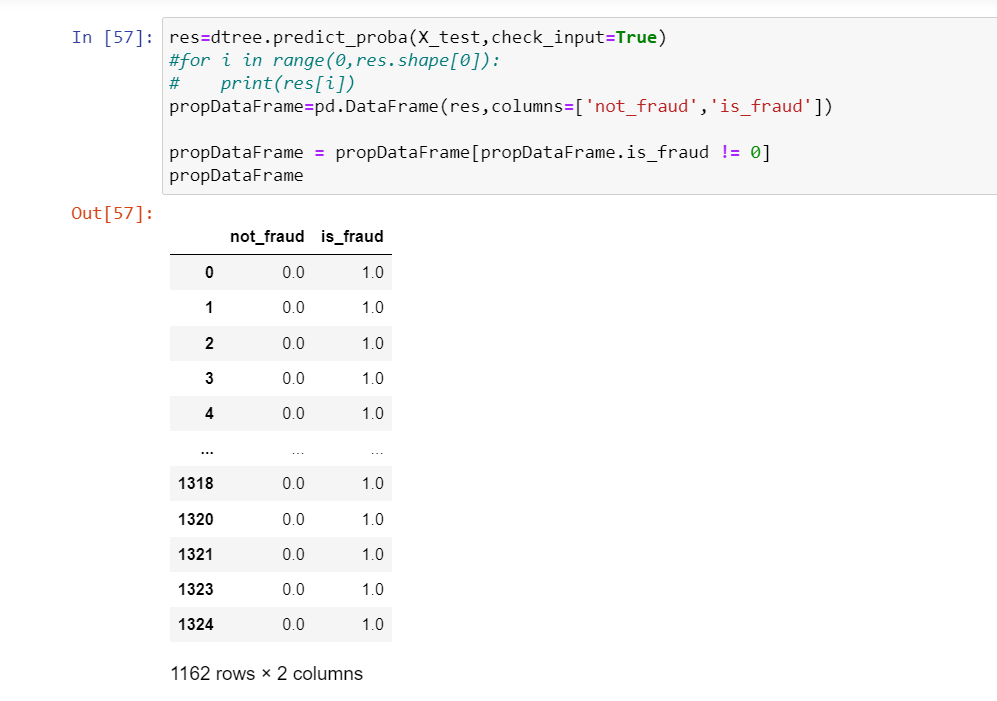 In [57]: res=dtree.predict_proba(X_test,check_input=True)
#for i in range(0,res.shape[0]):
#    print(res[i])
propDataFrame=pd.DataFrame(res,columns=['not_fraud','is_fraud'])
propDataFrame = propDataFrame[propDataFrame.is_fraud != 0]
propDataFrame
Out[57]:
not_fraud is_fraud
0 0.0 1.0
1 0.0 1.0
2 0.0 1.0
3 0.0 1.0
4 0.0 1.0
... ... ...
1318 0.0 1.0
1320 0.0 1.0
1321 0.0 1.0
1323 0.0 1.0
1324 0.0 1.0
1162 rows × 2 columns